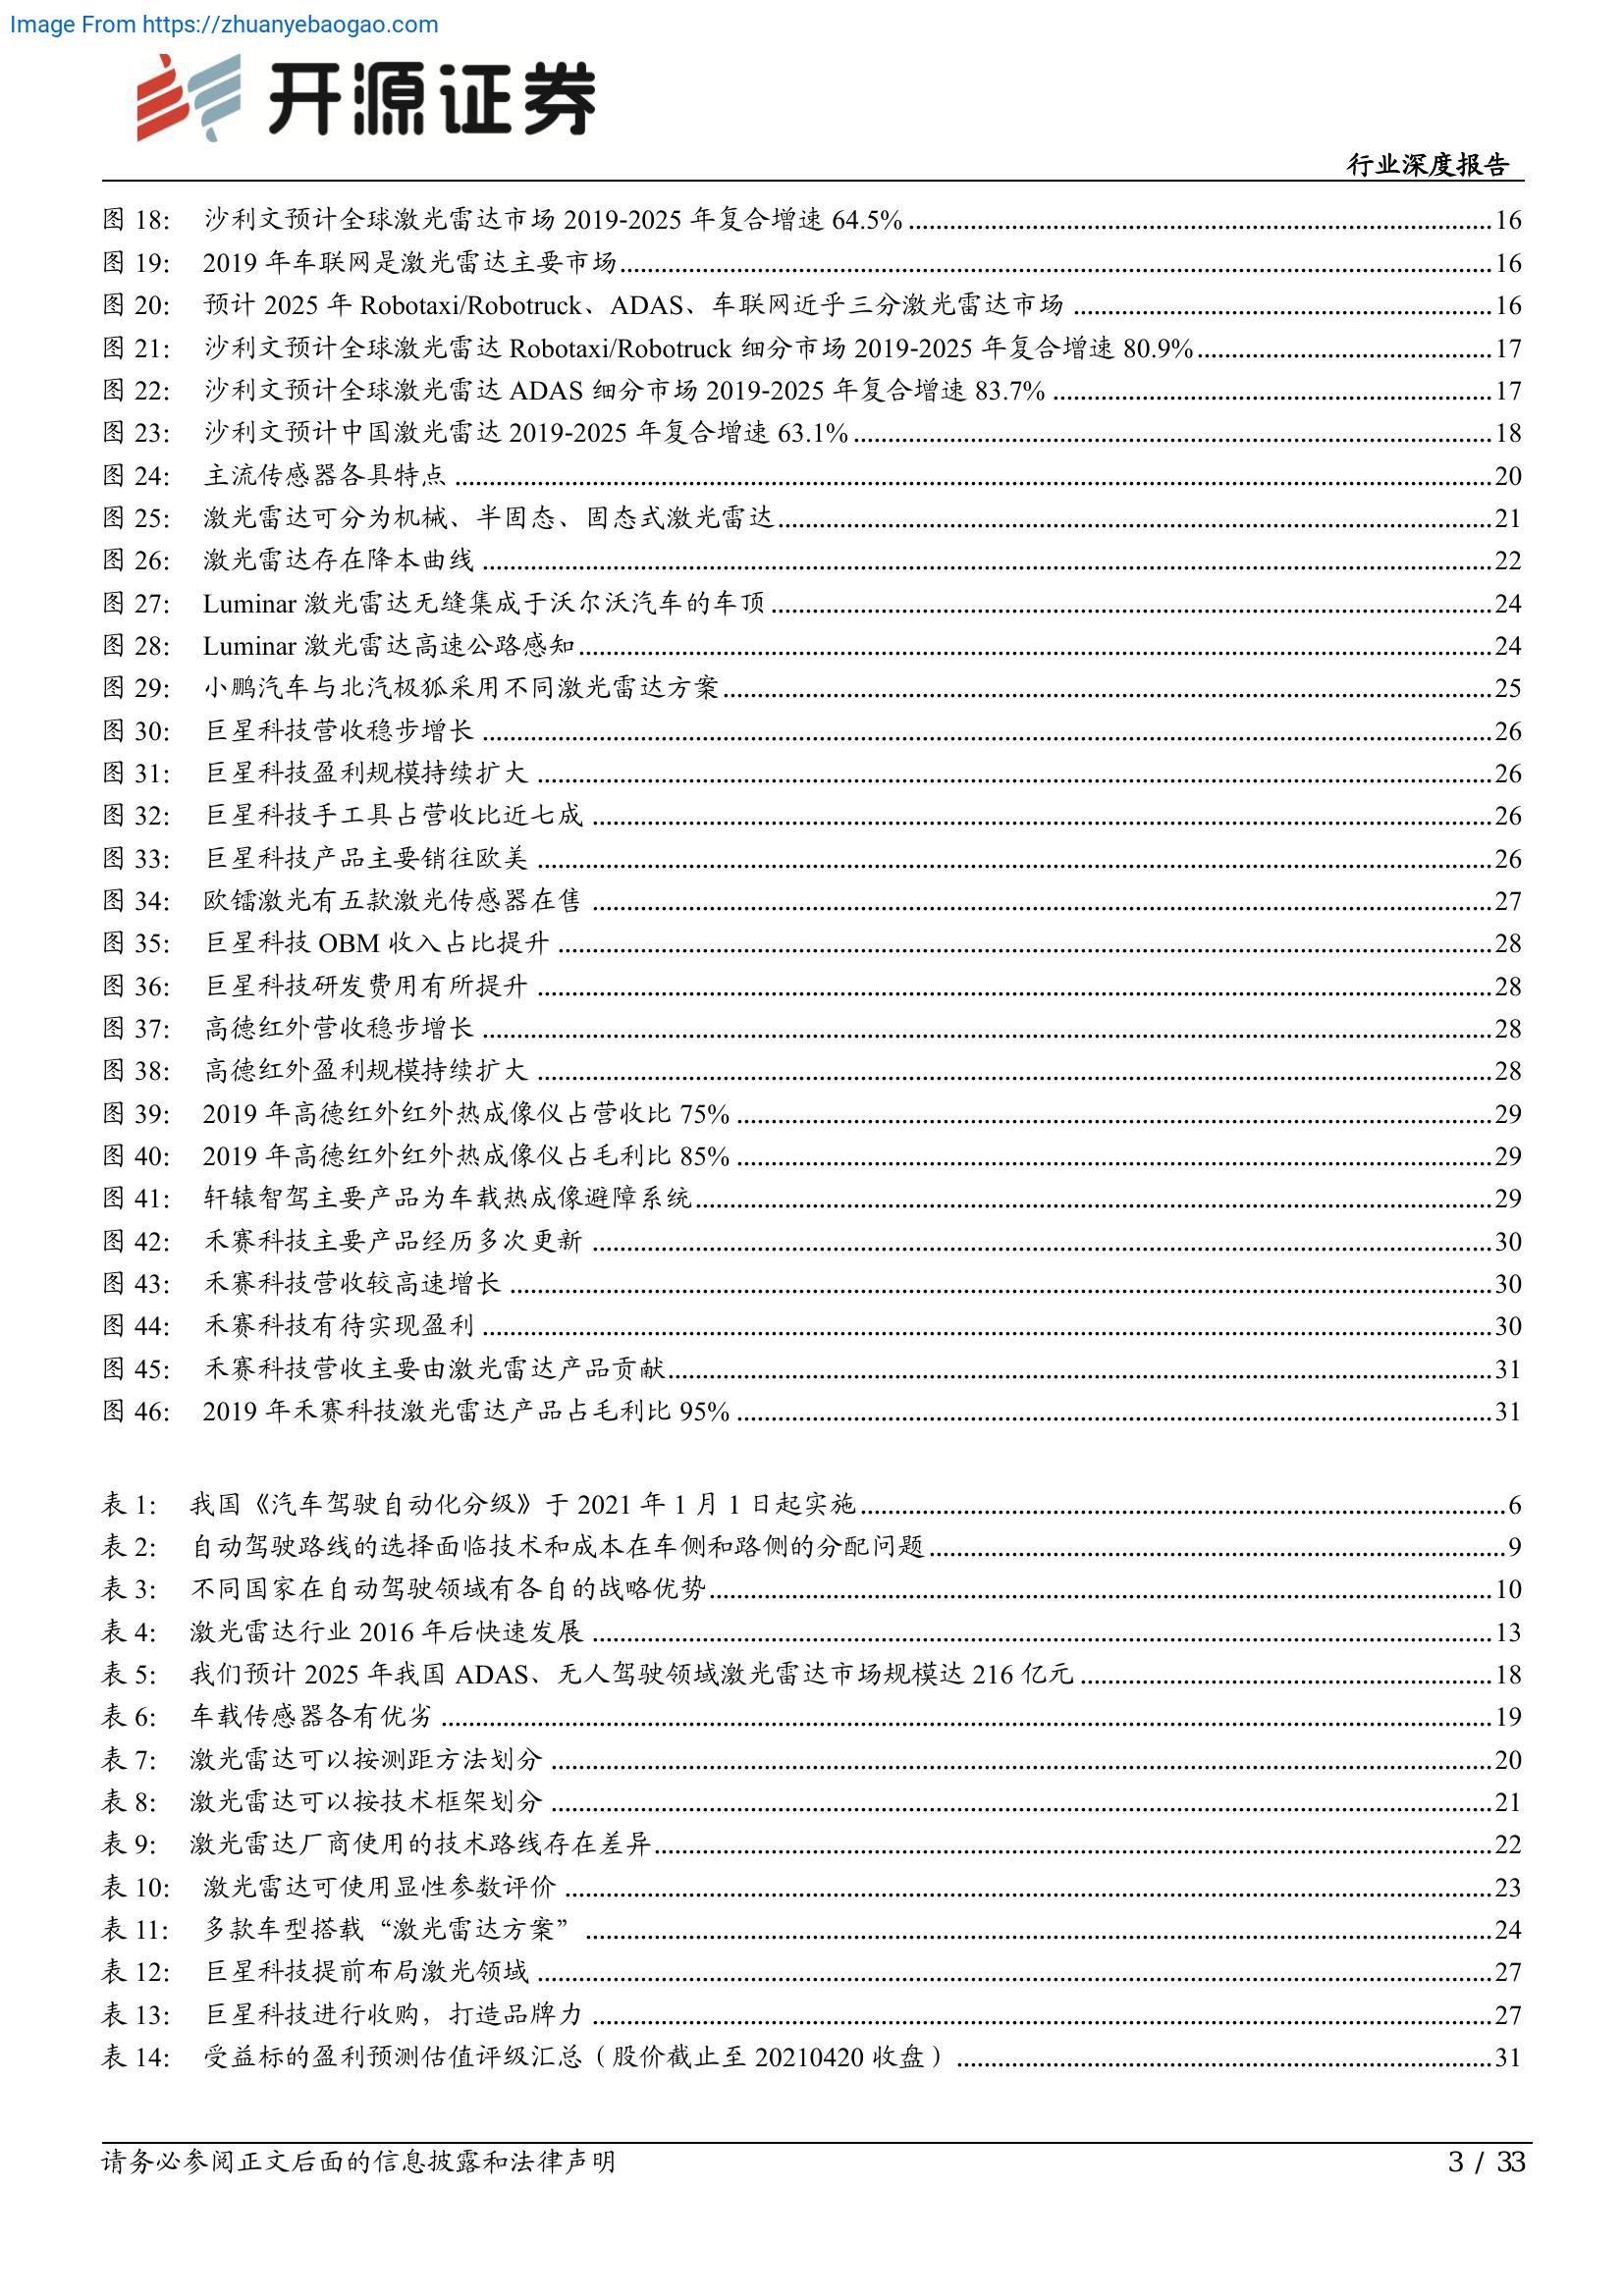 Image From https://zhuanyebaogao.com
开源证券
行业深度报告
图 18： 沙利文预计全球激光雷达市场 2019-2025 年复合增速 64.5% ........ 16
图 19： 2019 年车联网是激光雷达主要市场 ........ 16
图 20： 预计 2025 年 Robotaxi/Robotruck、ADAS、车联网近乎三分激光雷达市场 ........ 16
图 21： 沙利文预计全球激光雷达 Robotaxi/Robotruck 细分市场 2019-2025 年复合增速 80.9% ........ 17
图 22： 沙利文预计全球激光雷达 ADAS 细分市场 2019-2025 年复合增速 83.7% ........ 17
图 23： 沙利文预计中国激光雷达 2019-2025 年复合增速 63.1% ........ 18
图 24： 主流传感器各具特点 ........ 20
图 25： 激光雷达可分为机械、半固态、固态式激光雷达 ........ 21
图 26： 激光雷达存在降本曲线 ........ 22
图 27： Luminar 激光雷达无缝集成于沃尔沃汽车的车顶 ........ 24
图 28： Luminar 激光雷达高速公路感知 ........ 24
图 29： 小鹏汽车与北汽极狐采用不同激光雷达方案 ........ 25
图 30： 巨星科技营收稳步增长 ........ 26
图 31： 巨星科技盈利规模持续扩大 ........ 26
图 32： 巨星科技手工具占营收比近七成 ........ 26
图 33： 巨星科技产品主要销往欧美 ........ 26
图 34： 欧镭激光有五款激光传感器在售 ........ 27
图 35： 巨星科技 OBM 收入占比提升 ........ 28
图 36： 巨星科技研发费用有所提升 ........ 28
图 37： 高德红外营收稳步增长 ........ 28
图 38： 高德红外盈利规模持续扩大 ........ 28
图 39： 2019 年高德红外红外热成像仪占营收比 75% ........ 29
图 40： 2019 年高德红外红外热成像仪占毛利比 85% ........ 29
图 41： 轩辕智驾主要产品为车载热成像避障系统 ........ 29
图 42： 禾赛科技主要产品经历多次更新 ........ 30
图 43： 禾赛科技营收较高速增长 ........ 30
图 44： 禾赛科技有待实现盈利 ........ 30
图 45： 禾赛科技营收主要由激光雷达产品贡献 ........ 31
图 46： 2019 年禾赛科技激光雷达产品占毛利比 95% ........ 31
表 1： 我国《汽车驾驶自动化分级》于 2021 年 1 月 1 日起实施 ........ 6
表 2： 自动驾驶路线的选择面临技术和成本在车侧和路侧的分配问题 ........ 9
表 3： 不同国家在自动驾驶领域有各自的战略优势 ........ 10
表 4： 激光雷达行业 2016 年后快速发展 ........ 13
表 5： 我们预计 2025 年我国 ADAS、无人驾驶领域激光雷达市场规模达 216 亿元 ........ 18
表 6： 车载传感器各有优劣 ........ 19
表 7： 激光雷达可以按测距方法划分 ........ 20
表 8： 激光雷达可以按技术框架划分 ........ 21
表 9： 激光雷达厂商使用的技术路线存在差异 ........ 22
表 10： 激光雷达可使用显性参数评价 ........ 23
表 11： 多款车型搭载“激光雷达方案” ........ 24
表 12： 巨星科技提前布局激光领域 ........ 27
表 13： 巨星科技进行收购，打造品牌力 ........ 27
表 14： 受益标的盈利预测估值评级汇总（股价截止至 20210420 收盘） ........ 31
请务必参阅正文后面的信息披露和法律声明 3 / 33